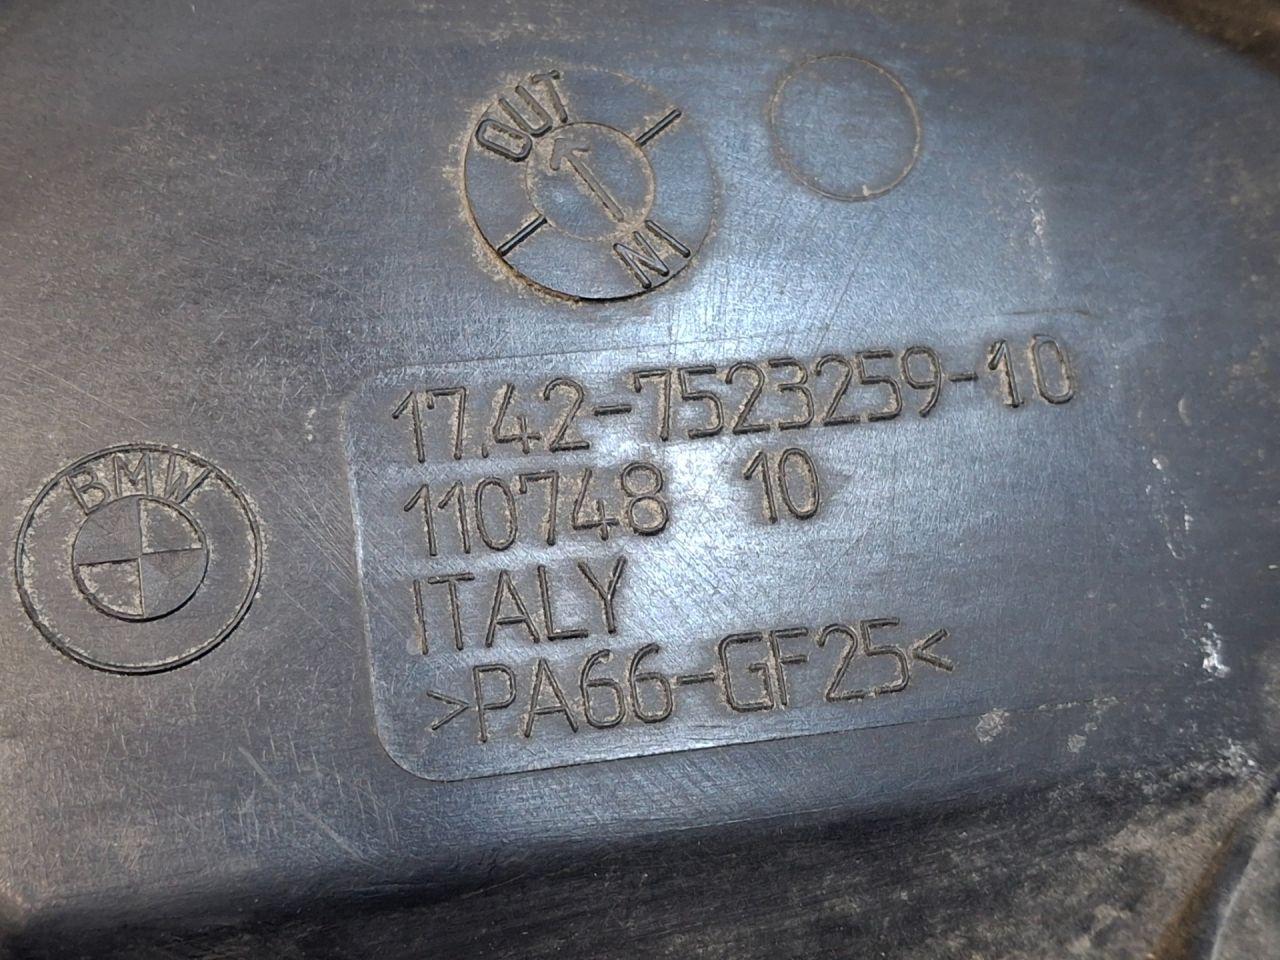 OUT
IN
17.42-7523259-10
BMW
110748 10
ITALY
>PA66-GF25<